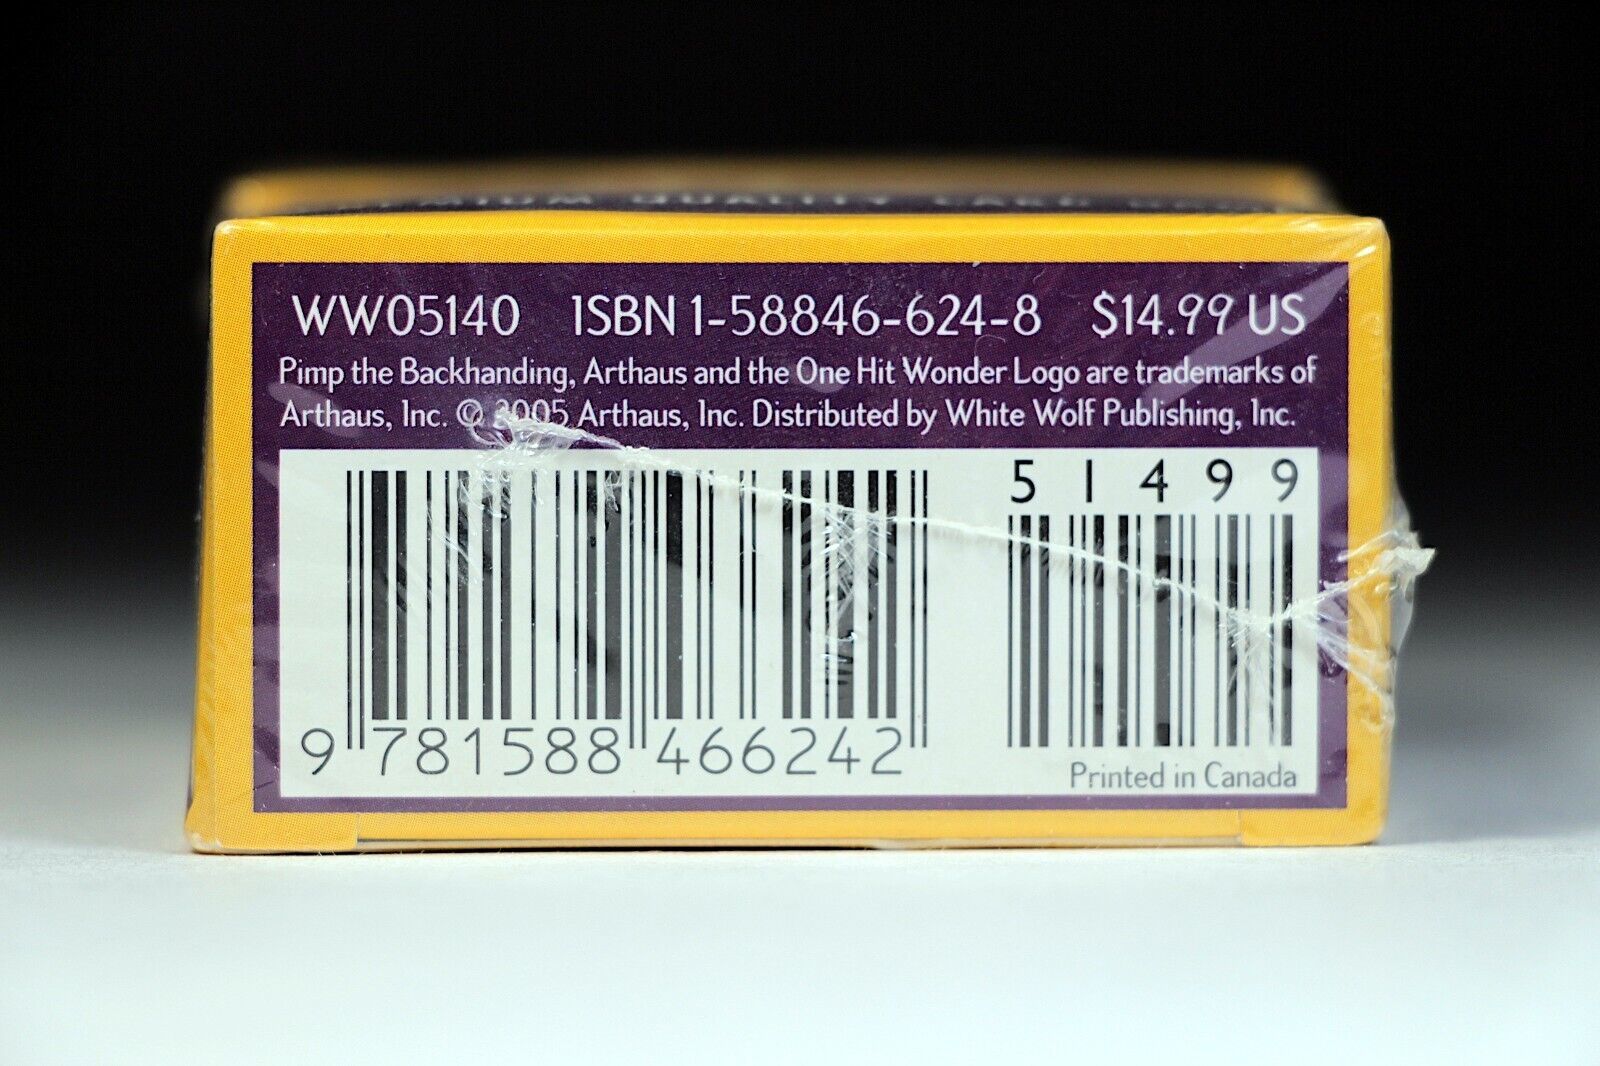 QUALITY CARD
WW05140 ISBN 1-58846-624-8 $14.99 US
Pimp the Backhanding, Arthaus and the One Hit Wonder Logo are trademarks of
Arthaus, Inc. © 2005 Arthaus, Inc. Distributed by White Wolf Publishing, Inc.
51499
9 781588 466242
Printed in Canada